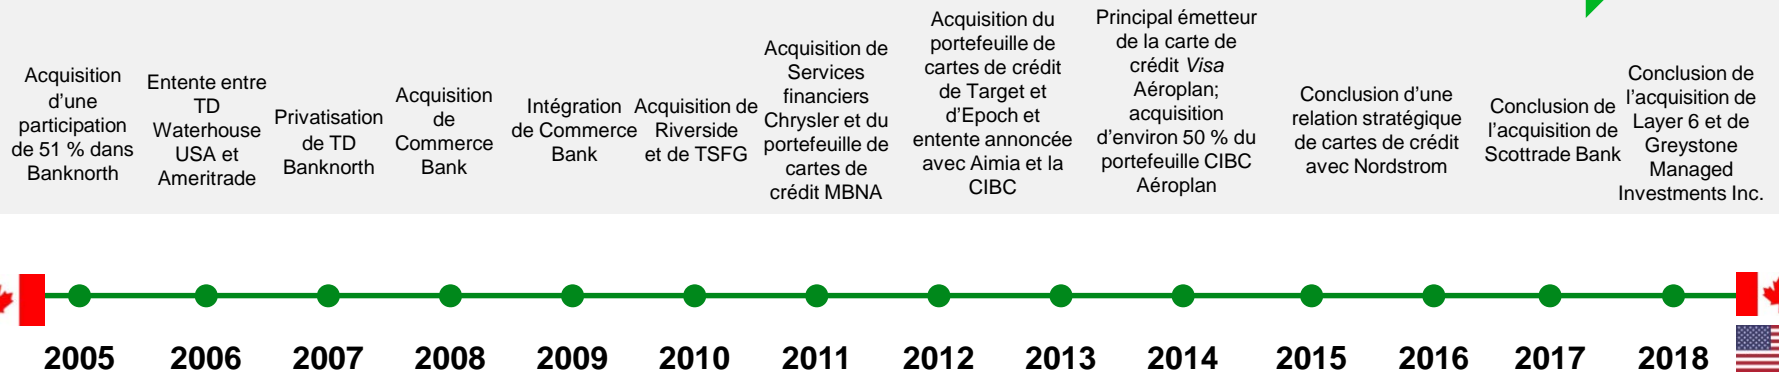 Acquisition
d'une
participation
de 51 % dans
Banknorth
Entente entre
TD
Waterhouse
USA et
Ameritrade
Privatisation
de TD
Banknorth
Acquisition
de
Commerce
Bank
Intégration
de Commerce
Bank
Acquisition de
Riverside
et de TSFG
Acquisition de
Services
financiers
Chrysler et du
portefeuille de
cartes de
crédit MBNA
Acquisition du
portefeuille de
cartes de crédit
de Target et
d'Epoch et
entente annoncée
avec Aimia et la
CIBC
Principal émetteur
de la carte de
crédit Visa
Aéroplan;
acquisition
d'environ 50 % du
portefeuille CIBC
Aéroplan
Conclusion d'une
relation stratégique
de cartes de crédit
avec Nordstrom
Conclusion de
l'acquisition de
Scottrade Bank
Conclusion de
l'acquisition de
Layer 6 et de
Greystone
Managed
Investments Inc.
2005 2006 2007 2008 2009 2010 2011 2012 2013 2014 2015 2016 2017 2018